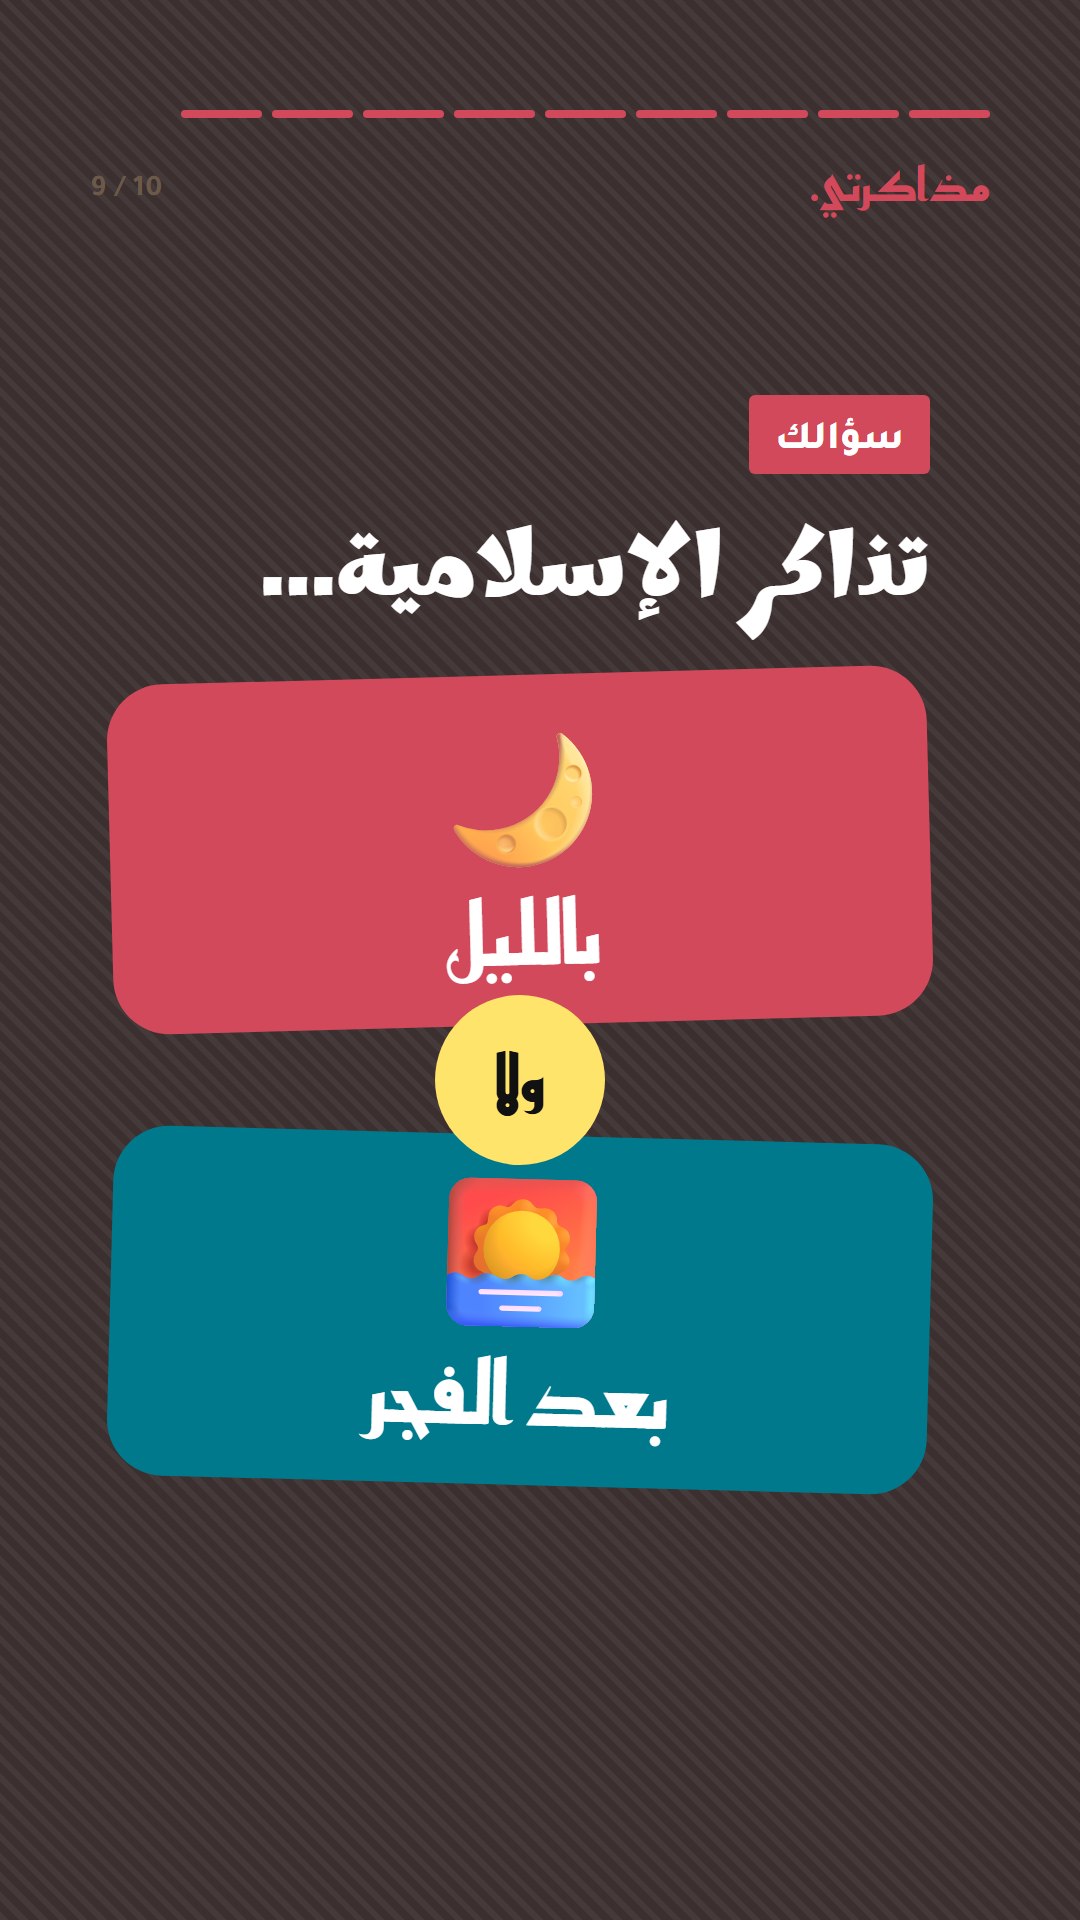 مذاكرتي.
9 / 10
سؤالك
تذاكر الإسلامية...
بالليل
ولا
بعد الفجر